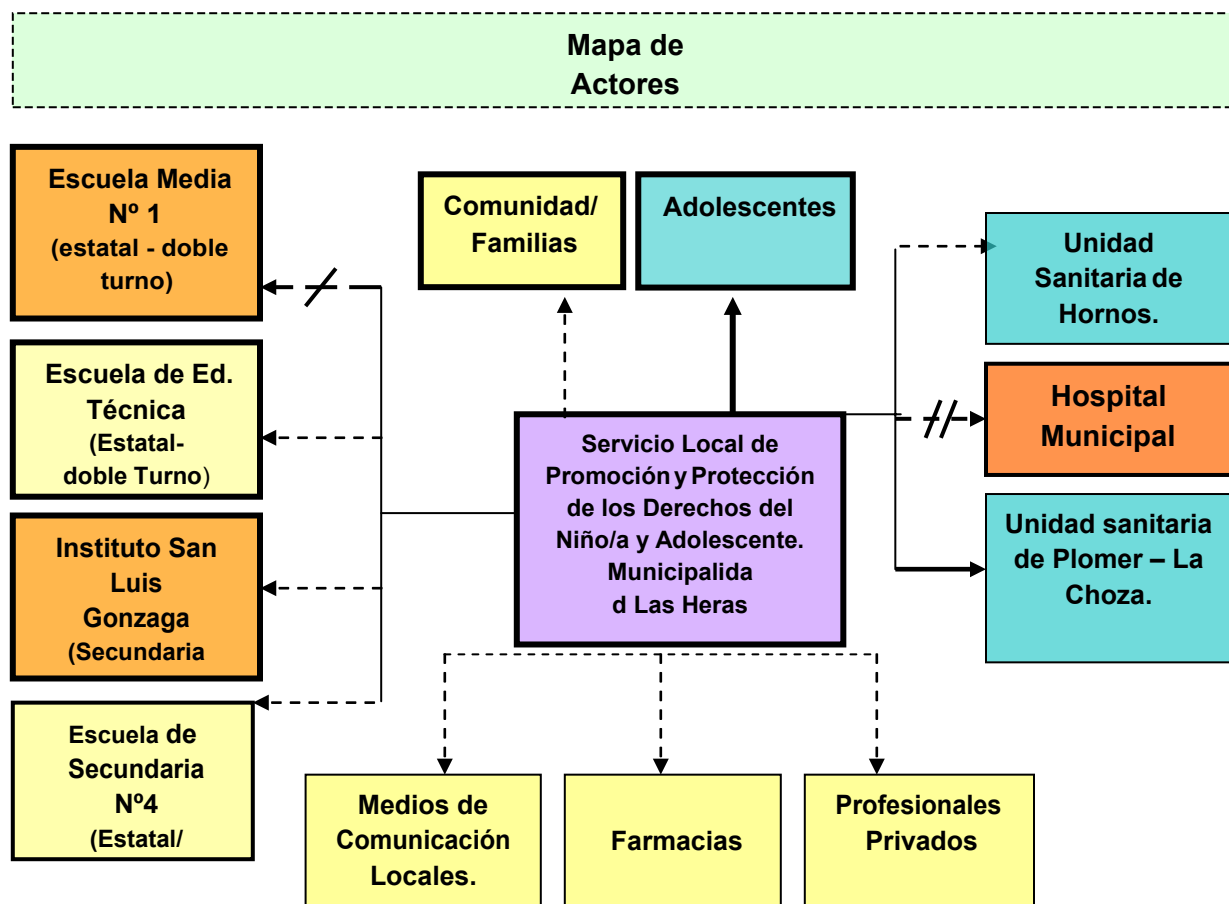 Mapa de
Actores
Escuela Media
Nº 1
(estatal - doble
turno)
Escuela de Ed.
Técnica
(Estatal-
doble Turno)
Instituto San
Luis
Gonzaga
(Secundaria
Escuela de
Secundaria
Nº4
(Estatal/
Comunidad/
Familias
Adolescentes
Servicio Local de
Promoción y Protección
de los Derechos del
Niño/a y Adolescente.
Municipalida
d Las Heras
Unidad
Sanitaria de
Hornos.
Hospital
Municipal
Unidad sanitaria
de Plomer – La
Choza.
Medios de
Comunicación
Locales.
Farmacias
Profesionales
Privados